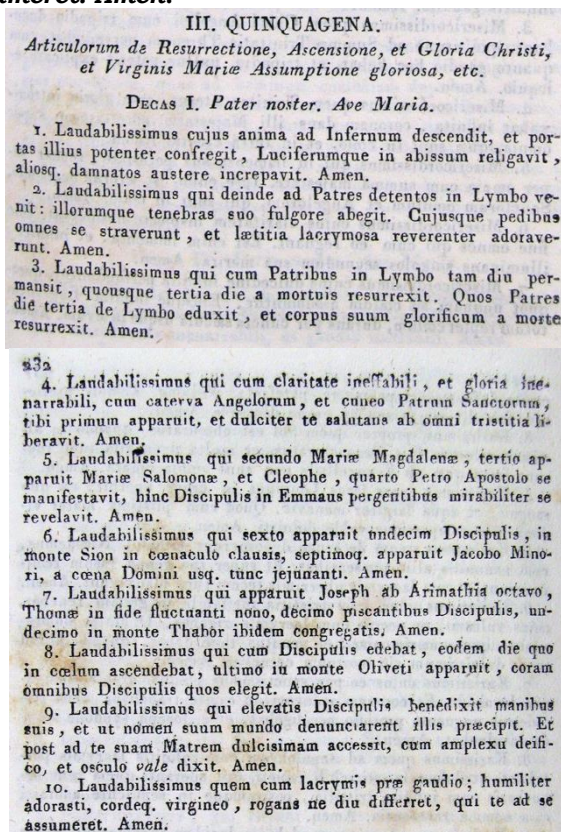 III. QUINQUAGENA.
Articulorum de Resurrectione, Ascensione, et Gloria Christi,
et Virginis Mariæ Assumptione gloriosa, etc.
DECAS I. Pater noster. Ave Maria.
1. Laudabilissimus cujus anima ad Infernum descendit, et por-
tas illius potenter confregit, Luciferumque in abissum religavit,
aliosq. damnatos austere increpavit. Amen.
2. Laudabilissimus qui deinde ad Patres detentos in Lymbo ve-
nit: illorumque tenebras suo fulgore abegit. Cujusque pedibus
omnes se straverunt, et lætitia lacrymosa reverenter adorave-
runt. Amen.
3. Laudabilissimus qui cum Patribus in Lymbo tam diu per-
mansit, quousque tertia die a mortuis resurrexit. Quos Patres
die tertia de Lymbo eduxit, et corpus suum glorificum a morte
resurrexit. Amen.
232
4. Laudabilissimus qui cum claritate ineffabili, et gloria ine-
narrabili, cum caterva Angelorum, et cuneo Patrum Sanctorum,
tibi primum apparuit, et dulciter te salutans ab omni tristitia li-
beravit. Amen.
5. Laudabilissimus qui secundo Mariæ Magdalenæ, tertio ap-
paruit Mariæ Salomonæ, et Cleophe, quarto Petro Apostolo se
manifestavit, hinc Discipulis in Emmaus pergentibus mirabiliter se
revelavit. Amen.
6. Laudabilissimus qui sexto apparuit undecim Discipulis, in
monte Sion in cœnaculo clausis, septimoq. apparuit Jacobo Mino-
ri, a cœna Domini usq. tunc jejunanti. Amen.
7. Laudabilissimus qui apparuit Joseph ab Arimathia octavo,
Thomæ in fide fluctuanti nono, decimo piscantibus Discipulis, un-
decimo in monte Thabor ibidem congregatis. Amen.
8. Laudabilissimus qui cum Discipulis edebat, eodem die quo
in cœlum ascendebat, ultimo in monte Oliveti apparuit, coram
omnibus Discipulis quos elegit. Amen.
9. Laudabilissimus qui elevatis Discipulis benedixit manibus
suis, et ut nomen suum mundo denunciarent illis præcipit. Et
post ad te suam Matrem dulcisimam accessit, cum amplexu deifi-
co, et osculo vale dixit. Amen.
10. Laudabilissimus quem cum lacrymis præ gaudio; humiliter
adorasti, cordeq. virgineo, rogans ne diu differret, qui te ad se
assumeret. Amen.